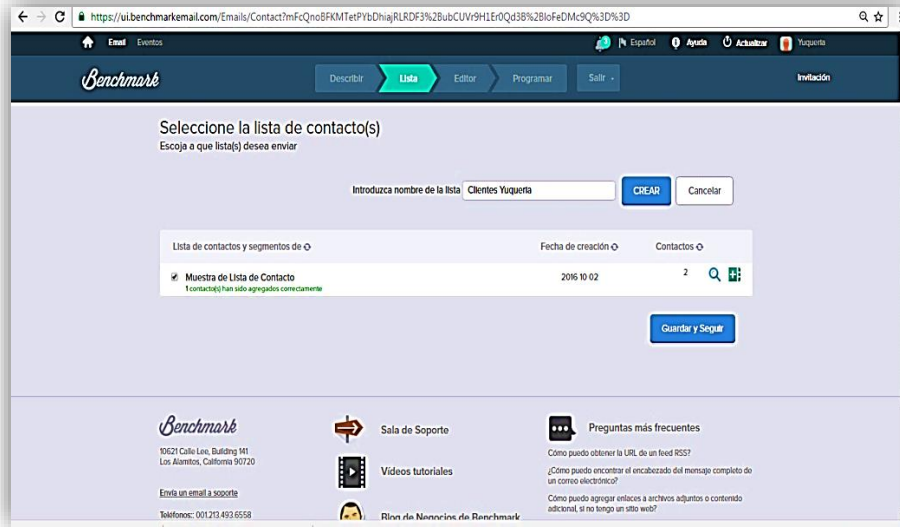 https://ui.benchmarkemail.com/Emails/Contact?mFcQnoBFKMTetPYbDhiajRLRDF3%2BubCUVr9H1Er0Qd3B%2BloFeDMc9Q%3D%3D
Email Eventos 3 Español Ayuda Actualizar Yuqueria
Benchmark Describir Lista Editor Programar Salir Invitación
Seleccione la lista de contacto(s)
Escoja a que lista(s) desea enviar
Introduzca nombre de la lista Clientes Yuqueria CREAR Cancelar
Lista de contactos y segmentos de Fecha de creación Contactos
Muestra de Lista de Contacto 2016 10 02 2
1 contacto(s) han sido agregados correctamente
Guardar y Seguir
Benchmark Sala de Soporte Preguntas más frecuentes
10621 Calle Lee, Building 141
Los Alamitos, California 90720
Cómo puedo obtener la URL de un feed RSS?
Vídeos tutoriales
¿Cómo puedo encontrar el encabezado del mensaje completo de
un correo electrónico?
Envía un email a soporte
Cómo puedo agregar enlaces a archivos adjuntos o contenido
adicional, si no tengo un sitio web?
Teléfonos:: 001.213.493.6558 Blog de Negocios de Benchmark